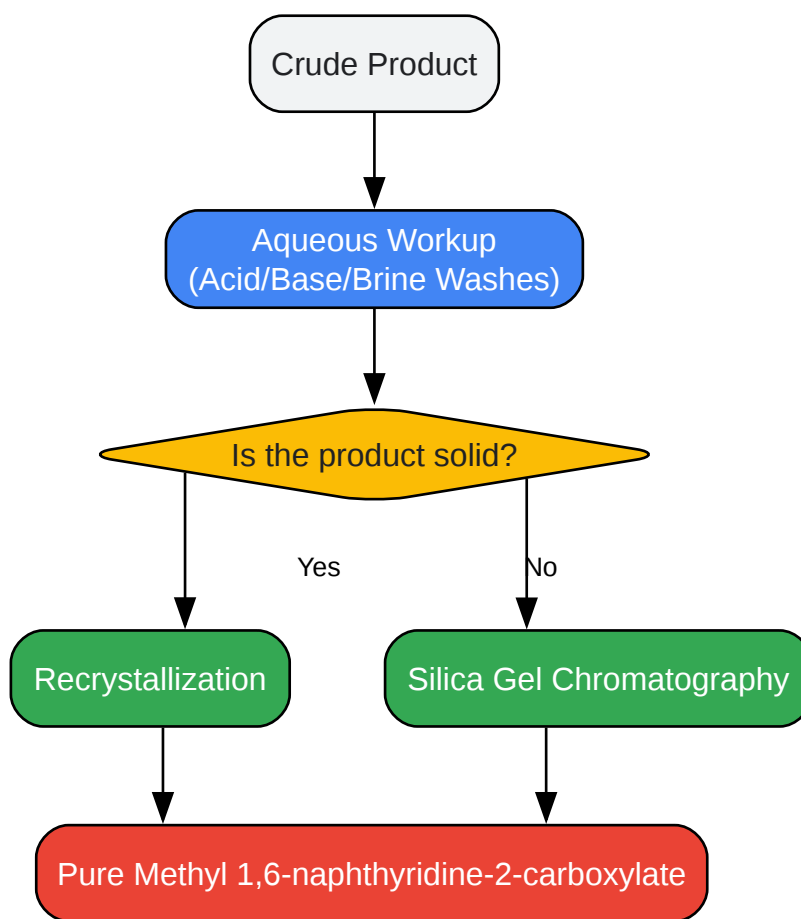 Crude Product
Aqueous Workup
(Acid/Base/Brine Washes)
Is the product solid?
Yes
No
Recrystallization
Silica Gel Chromatography
Pure Methyl 1,6-naphthyridine-2-carboxylate